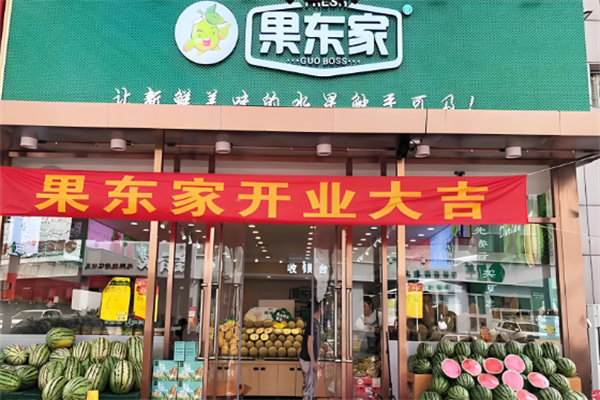 FRESH
果东家
GUO BOSS
让新鲜美味的水果触手可及!
果东家开业大吉
收银台